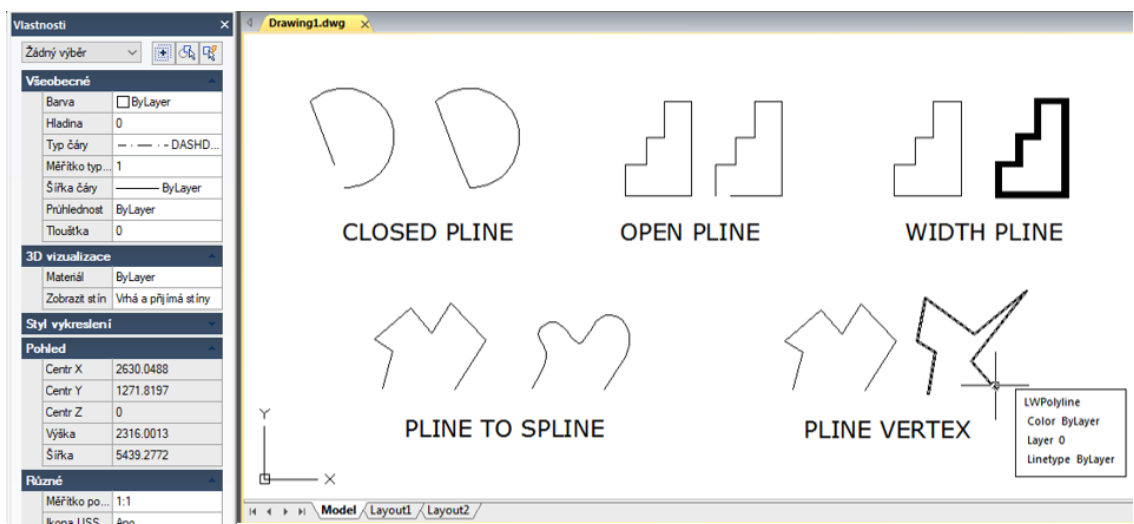 Vlastnosti
Žádný výběr
Všeobecné
Barva ByLayer
Hladina 0
Typ čáry DASHD...
Měřítko typ... 1
Šířka čáry ByLayer
Průhlednost ByLayer
Tloušťka 0
3D vizualizace
Materiál ByLayer
Zobrazit stín Vrhá a přijímá stíny
Styl vykreslení
Pohled
Centr X 2630.0488
Centr Y 1271.8197
Centr Z 0
Výška 2316.0013
Šířka 5439.2772
Různé
Měřítko po... 1:1
Ikona USS Ano
Drawing1.dwg
CLOSED PLINE
OPEN PLINE
WIDTH PLINE
PLINE TO SPLINE
PLINE VERTEX
LWPolyline
Color ByLayer
Layer 0
Linetype ByLayer
Y
X
Model Layout1 Layout2